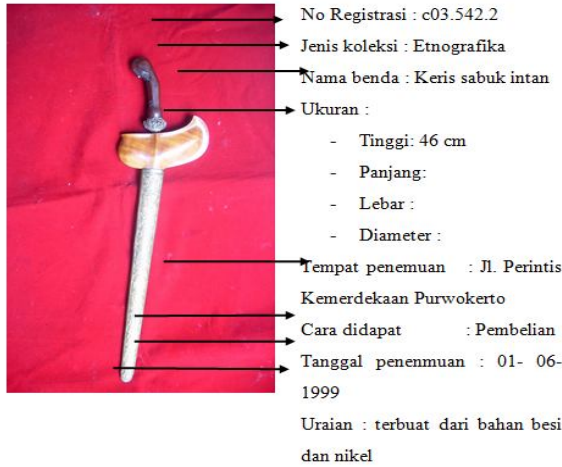 No Registrasi : c03.542.2
Jenis koleksi : Etnografika
Nama benda : Keris sabuk intan
Ukuran :
- Tinggi: 46 cm
- Panjang:
- Lebar :
- Diameter :
Tempat penemuan : Jl. Perintis
Kemerdekaan Purwokerto
Cara didapat : Pembelian
Tanggal penenmuan : 01- 06-
1999
Uraian : terbuat dari bahan besi
dan nikel